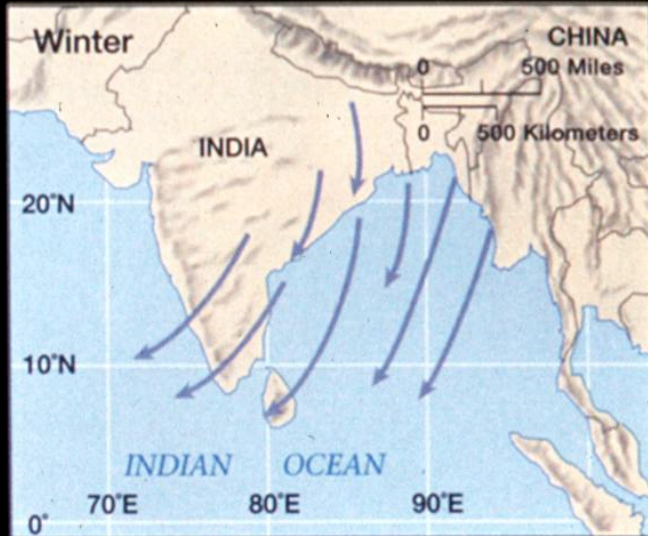 Winter
CHINA
0 500 Miles
0 500 Kilometers
INDIA
20°N
10°N
INDIAN OCEAN
70°E 80°E 90°E
0°